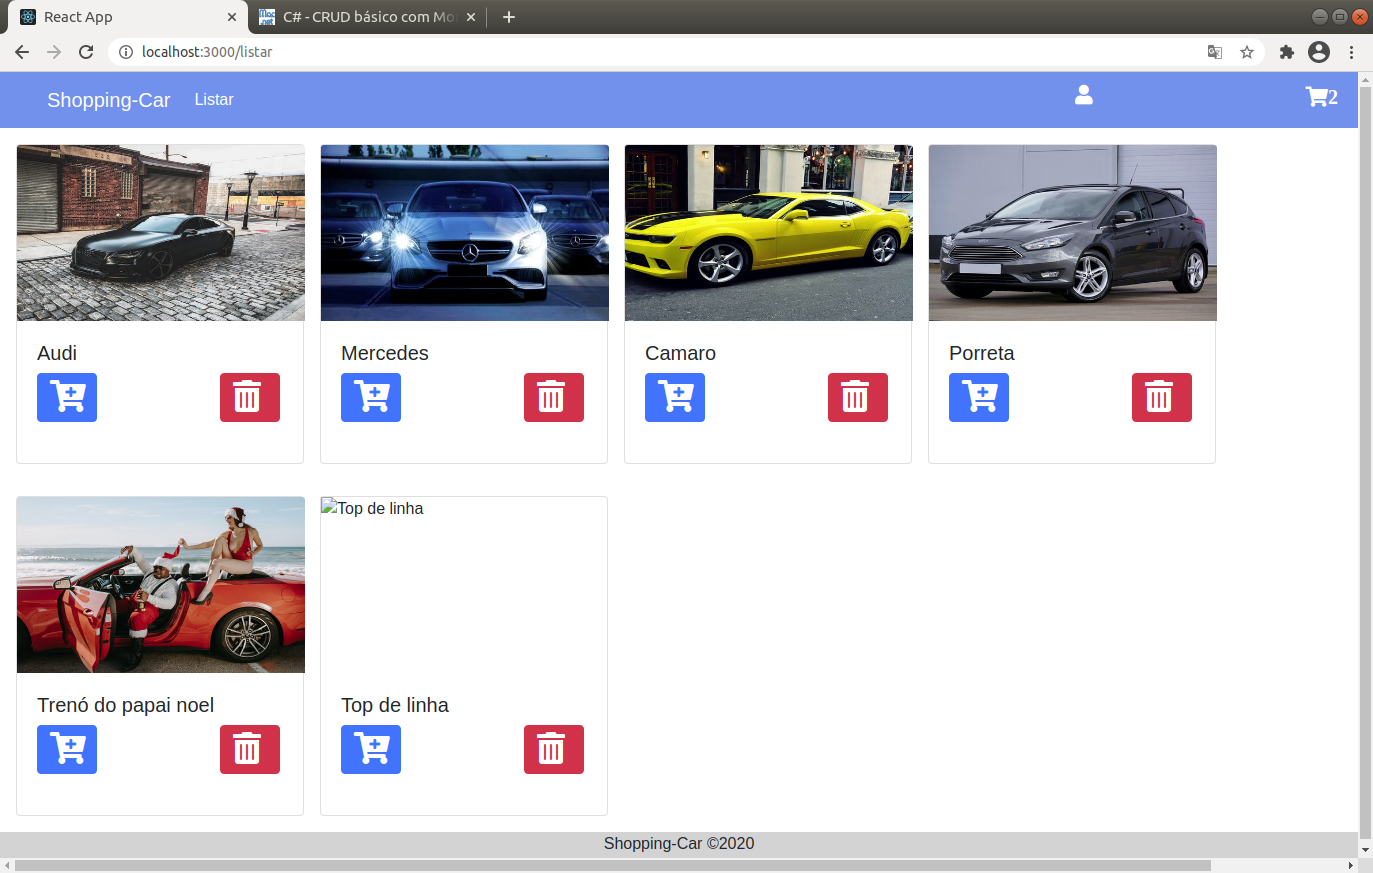 React App
C# - CRUD básico com Mo
localhost:3000/listar
Shopping-Car
Listar
2
Audi
Mercedes
Camaro
Porreta
Top de linha
Trenó do papai noel
Top de linha
Shopping-Car ©2020